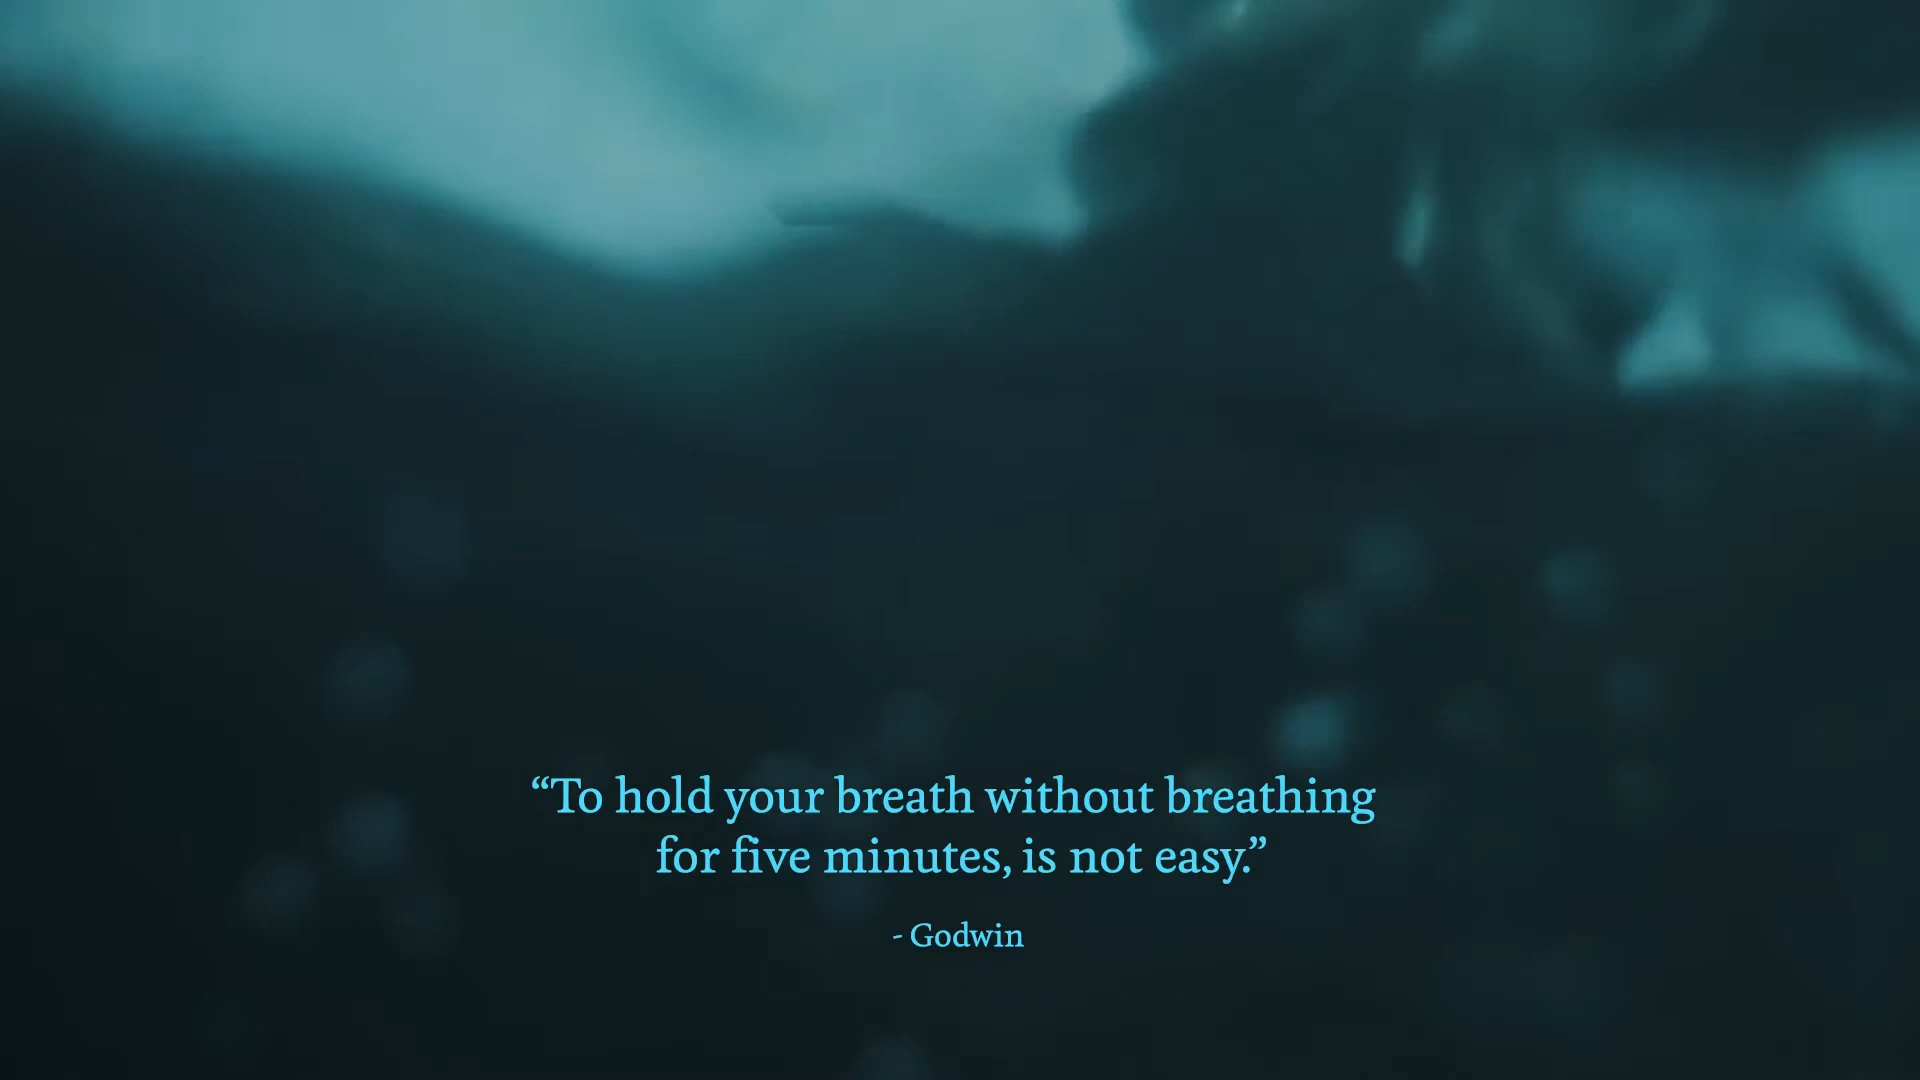 “To hold your breath without breathing
for five minutes, is not easy.”
- Godwin